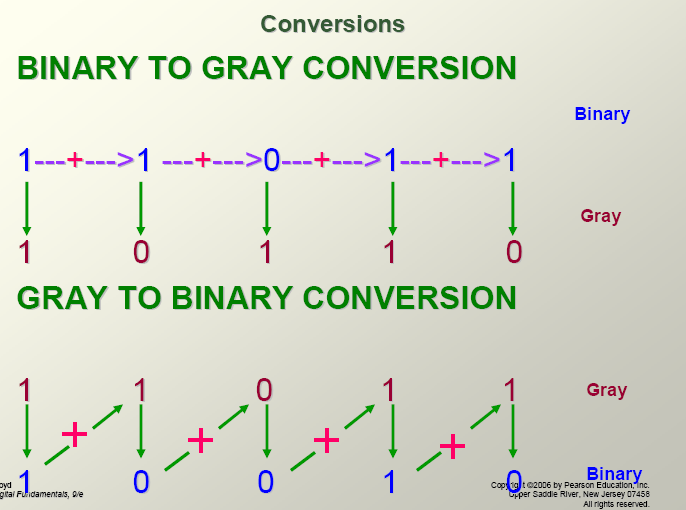 Conversions
BINARY TO GRAY CONVERSION
Binary
1---+--->1 ---+--->0---+--->1---+--->1
Gray
1 0 1 1 0
GRAY TO BINARY CONVERSION
1 1 0 1 1
Gray
+ + + +
Binary
1 0 0 1 0
oyd
gital Fundamentals, 9/e
Copyright ©2006 by Pearson Education, Inc.
Upper Saddle River, New Jersey 07458
All rights reserved.